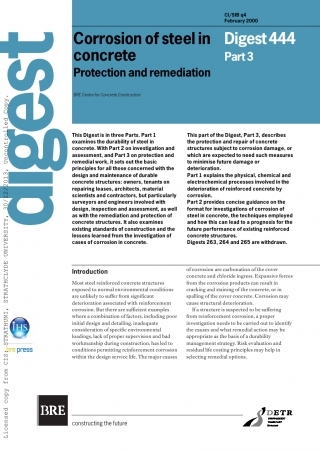 CI/SfB q4
February 2000
Corrosion of steel in
concrete
Protection and remediation
Digest 444
Part 3
BRE Centre for Concrete Construction
digest
This Digest is in three Parts. Part 1
examines the durability of steel in
concrete. With Part 2 on investigation and
assessment, and Part 3 on protection and
remedial work, it sets out the basic
principles for all those concerned with the
design and maintenance of durable
concrete structures: owners, tenants on
repairing leases, architects, material
scientists and contractors, but particularly
surveyors and engineers involved with
design, inspection and assessment, as well
as with the remediation and protection of
concrete structures. It also examines
existing standards of construction and the
lessons learned from the investigation of
cases of corrosion in concrete.
This part of the Digest, Part 3, describes
the protection and repair of concrete
structures subject to corrosion damage, or
which are expected to need such measures
to minimise future damage or
deterioration.
Part 1 explains the physical, chemical and
electrochemical processes involved in the
deterioration of reinforced concrete by
corrosion.
Part 2 provides concise guidance on the
format for investigations of corrosion of
steel in concrete, the techniques employed
and how this can lead to a prognosis for the
future performance of existing reinforced
concrete structures.
Digests 263, 264 and 265 are withdrawn.
Introduction
Most steel reinforced concrete structures
exposed to normal environmental conditions
are unlikely to suffer from significant
deterioration associated with reinforcement
corrosion. But there are sufficient examples
where a combination of factors, including poor
initial design and detailing, inadequate
consideration of specific environmental
loadings, lack of proper supervision and bad
workmanship during construction, has led to
conditions permitting reinforcement corrosion
within the design service life. The major causes
of corrosion are carbonation of the cover
concrete and chloride ingress. Expansive forces
from the corrosion products can result in
cracking and staining of the concrete, or in
spalling of the cover concrete. Corrosion may
cause structural deterioration.
If a structure is suspected to be suffering
from reinforcement corrosion, a proper
investigation needs to be carried out to identify
the causes and what remedial action may be
appropriate as the basis of a durability
management strategy. Risk evaluation and
residual life costing principles may help in
selecting remedial options.
Licensed copy from CIS: STRATHUNI, STRATHCLYDE UNIVERSITY, 30/12/2013, Uncontrolled Copy.
IHS
press
BRE
constructing the future
DETR